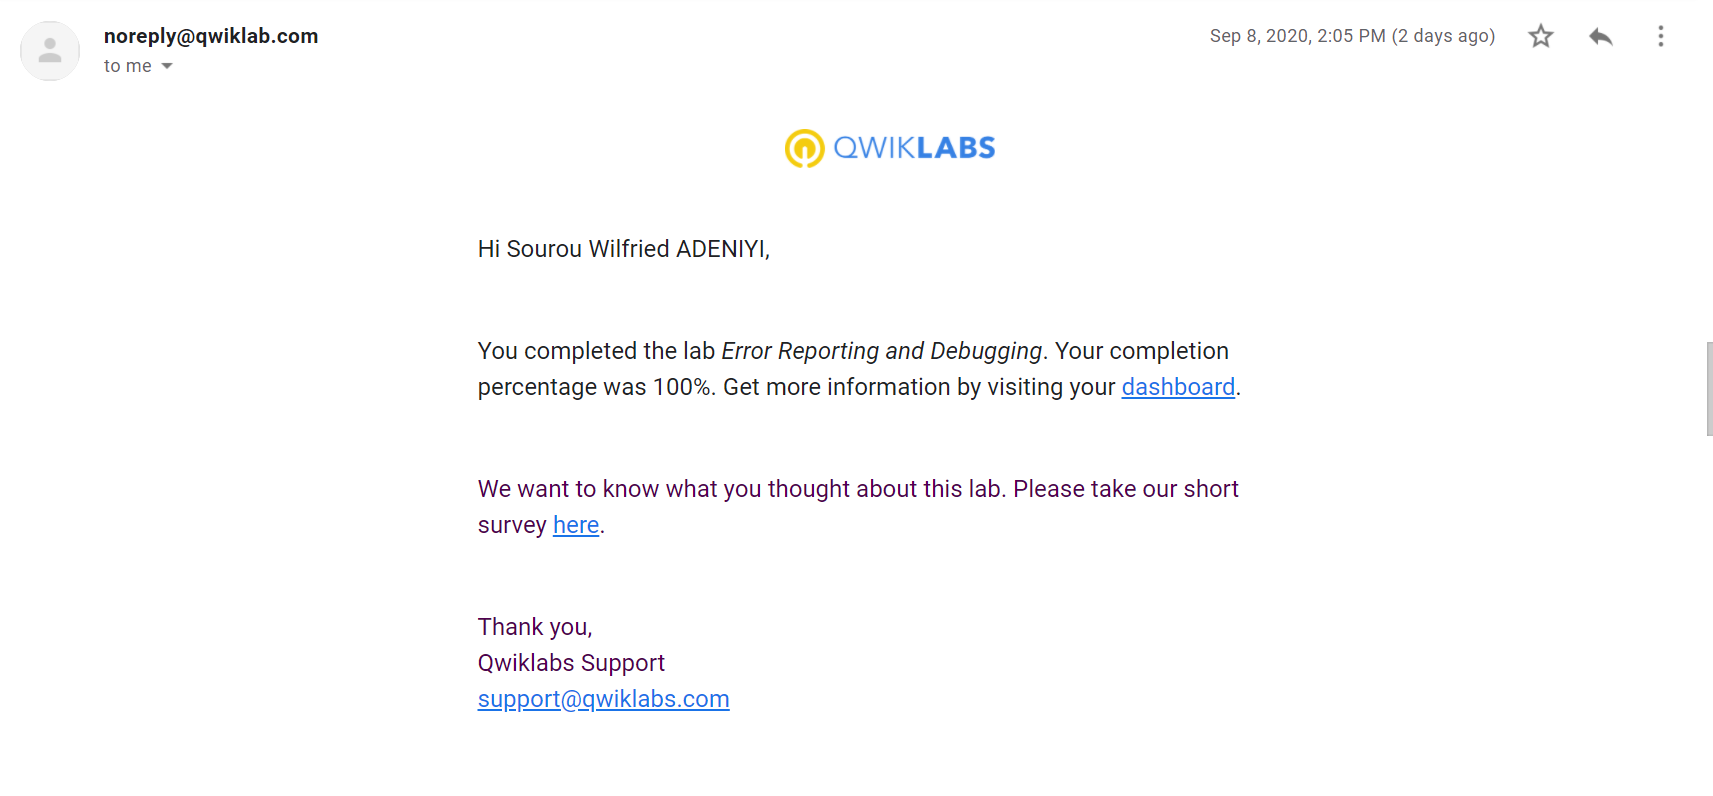 noreply@qwiklab.com
Sep 8, 2020, 2:05 PM (2 days ago)
to me
QWIKLABS
Hi Sourou Wilfried ADENIYI,
You completed the lab Error Reporting and Debugging. Your completion
percentage was 100%. Get more information by visiting your dashboard.
We want to know what you thought about this lab. Please take our short
survey here.
Thank you,
Qwiklabs Support
support@qwiklabs.com